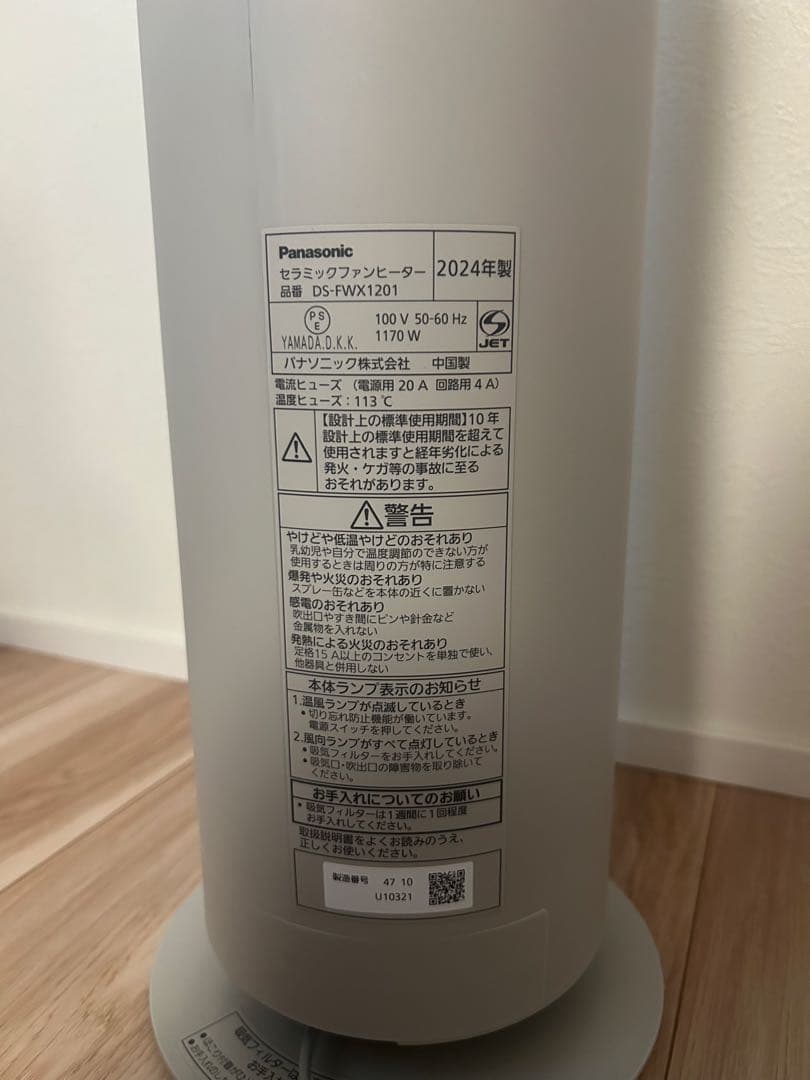 Panasonic
セラミックファンヒーター
品番 DS-FWX1201
2024年製
PSE
YAMADA.D.K.K.
100 V 50-60 Hz
1170 W
JET
パナソニック株式会社 中国製
電流ヒューズ (電源用 20 A 回路用 4 A)
温度ヒューズ:113 ℃
【設計上の標準使用期間】10 年
設計上の標準使用期間を超えて
使用されますと経年劣化による
発火・ケガ等の事故に至る
おそれがあります。
警告
やけどや低温やけどのおそれあり
乳幼児や自分で温度調節のできない方が
使用するときは周りの方が特に注意する
爆発や火災のおそれあり
スプレー缶などを本体の近くに置かない
感電のおそれあり
吹出口やすき間にピンや針金など
金属物を入れない
発熱による火災のおそれあり
定格15 A以上のコンセントを単独で使い、
他器具と併用しない
本体ランプ表示のお知らせ
1.温風ランプが点滅しているとき
• 切り忘れ防止機能が働いています。
電源スイッチを押してください。
2.風向ランプがすべて点灯しているとき
• 吸気フィルターをお手入れしてください。
• 吸気口・吹出口の障害物を取り除いて
ください。
お手入れについてのお願い
• 吸気フィルターは1週間に1回程度
お手入れしてください。
取扱説明書をよくお読みのうえ、
正しくお使いください。
製造番号 47 10
U10321
吸気フィルターは
お手入れ